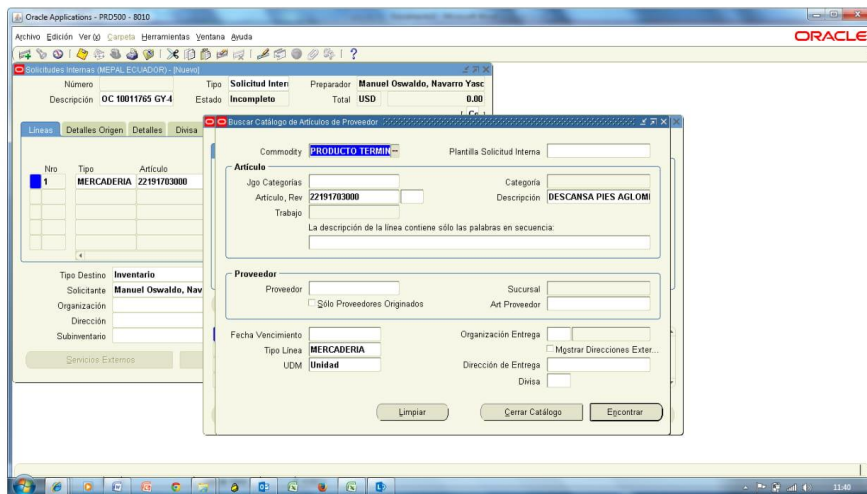 Oracle Applications - PRD500 - 8010
Archivo Edición Ver(x) Carpeta Herramientas Ventana Ayuda
ORACLE
Solicitudes Internas (MEPAL ECUADOR) - [Nuevo]
Número Tipo Solicitud Inter Preparador Manuel Oswaldo, Navarro Yasc
Descripción OC 10011765 GY-4 Estado Incompleto Total USD 0.00
Líneas Detalles Origen Detalles Divisa
Nro Tipo Artículo
1 MERCADERIA 22191703000
Tipo Destino Inventario
Solicitante Manuel Oswaldo, Nav
Organización
Dirección
Subinventario
Servicios Externos
Buscar Catálogo de Artículos de Proveedor
Commodity PRODUCTO TERMIN Plantilla Solicitud Interna
Artículo
Jgo Categorías Categoría
Artículo, Rev 22191703000 Descripción DESCANSA PIES AGLOMI
Trabajo
La descripción de la línea contiene sólo las palabras en secuencia:
Proveedor
Proveedor Sucursal
Sólo Proveedores Originados Art Proveedor
Fecha Vencimiento Organización Entrega
Tipo Línea MERCADERIA Mostrar Direcciones Exter...
UDM Unidad Dirección de Entrega
Divisa
Limpiar Cerrar Catálogo Encontrar
11:40